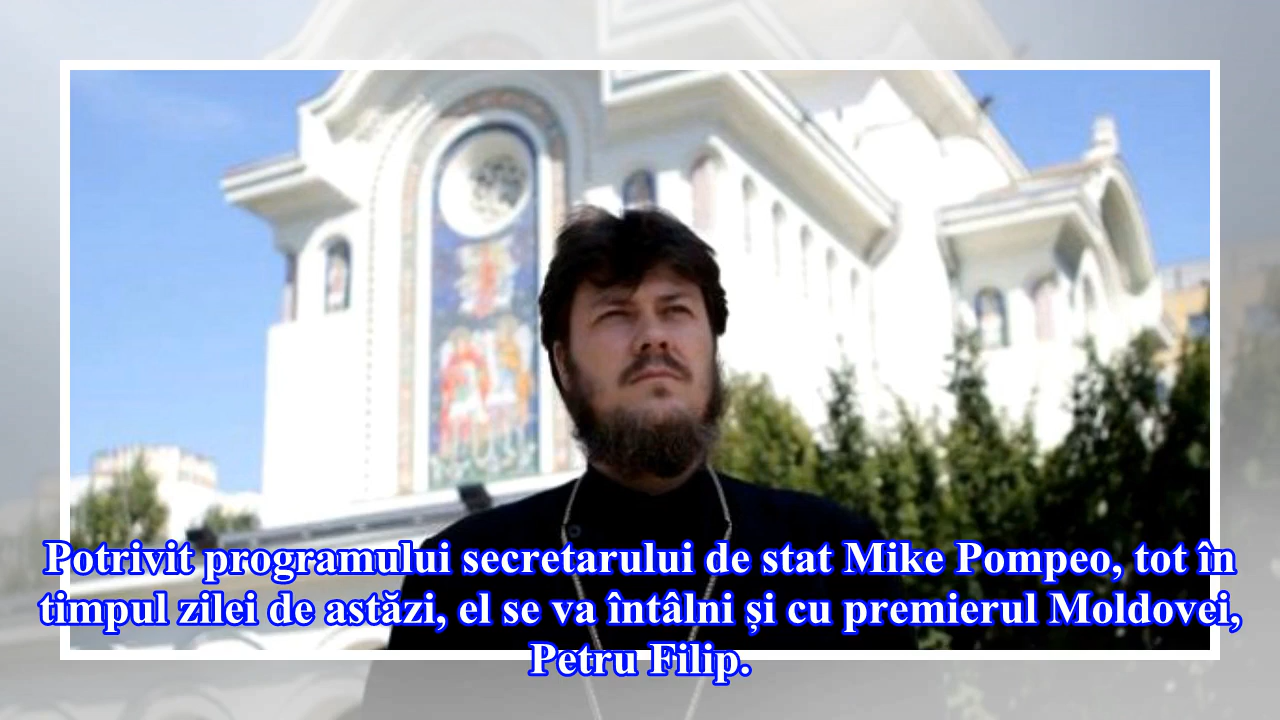 Potrivit programului secretarului de stat Mike Pompeo, tot în
timpul zilei de astăzi, el se va întâlni și cu premierul Moldovei,
Petru Filip.